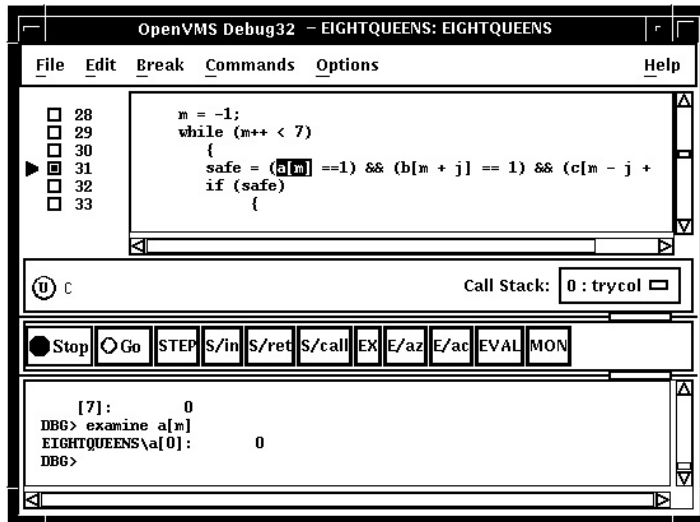 OpenVMS Debug32 - EIGHTQUEENS: EIGHTQUEENS
File Edit Break Commands Options Help
28 m = -1;
29 while (m++ < 7)
30 {
31 safe = (a[m] ==1) && (b[m + j] == 1) && (c[m - j +
32 if (safe)
33 {
U C Call Stack: 0 : trycol
Stop Go STEP S/in S/ret S/call EX E/az E/ac EVAL MON
[7]: 0
DBG> examine a[m]
EIGHTQUEENS\a[0]: 0
DBG>